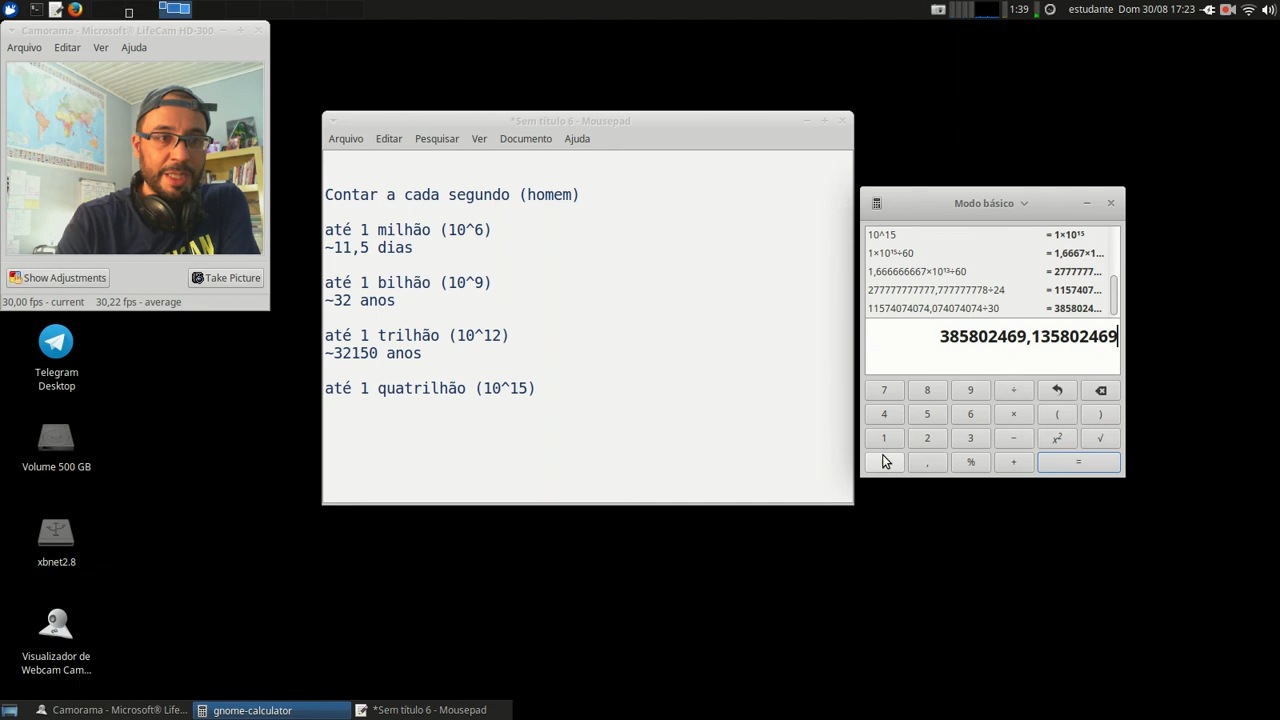 1:39
estudante
Dom 30/08 17:23
Camorama - Microsoft® LifeCam HD-300
Arquivo Editar Ver Ajuda
Show Adjustments
Take Picture
30,00 fps - current 30,22 fps - average
Telegram
Desktop
Volume 500 GB
xbnet2.8
Visualizador de
Webcam Cam...
*Sem título 6 - Mousepad
Arquivo Editar Pesquisar Ver Documento Ajuda
Contar a cada segundo (homem)
até 1 milhão (10^6)
~11,5 dias
até 1 bilhão (10^9)
~32 anos
até 1 trilhão (10^12)
~32150 anos
até 1 quatrilhão (10^15)
Modo básico
10^15 = 1×10¹⁵
1×10¹⁵÷60 = 1,6667×1...
1,666666667×10¹³÷60 = 2777777...
277777777777,777777778÷24 = 1157407...
11574074074,074074074÷30 = 3858024...
385802469,135802469
7 8 9 ÷
4 5 6 × ( )
1 2 3 − x² √
, % + =
Camorama - Microsoft® Life...
gnome-calculator
*Sem título 6 - Mousepad